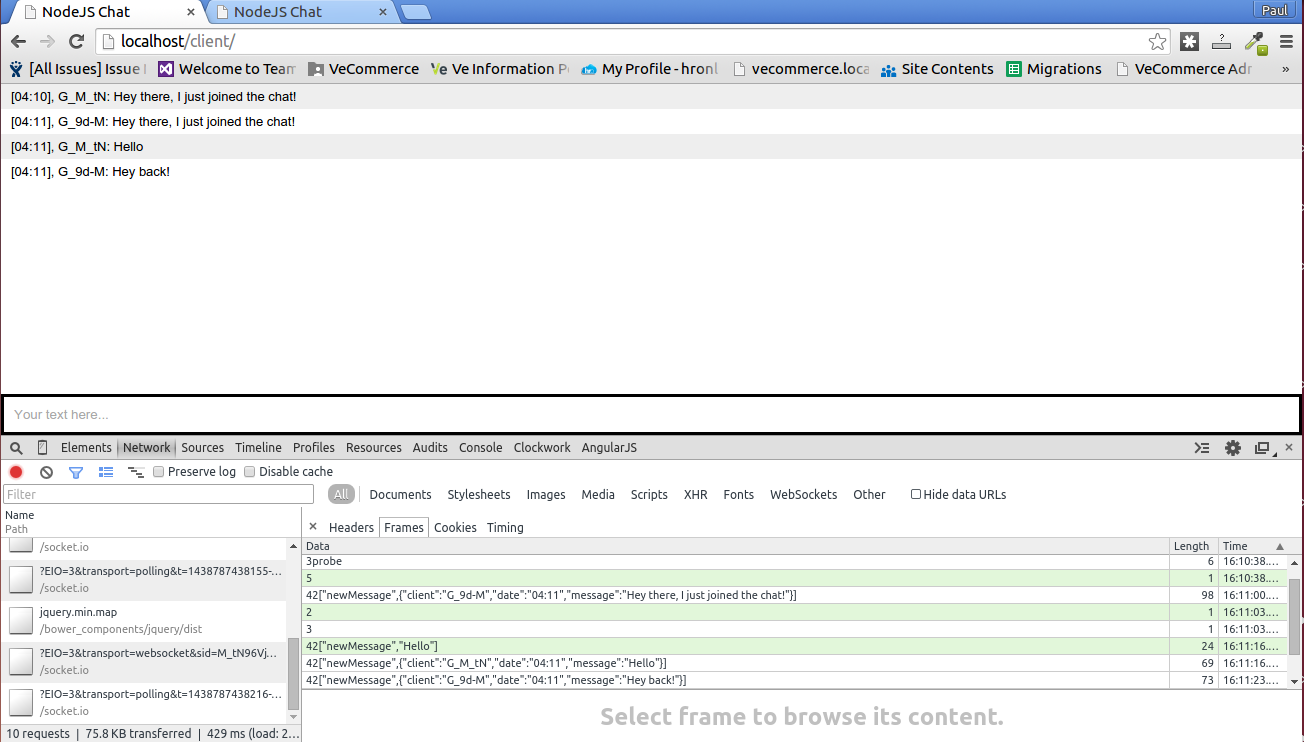 NodeJS Chat × NodeJS Chat × Paul
localhost/client/
[All Issues] Issue Welcome to Team VeCommerce Ve Information P My Profile - hronl vecommerce.loca Site Contents Migrations VeCommerce Adr »
[04:10], G_M_tN: Hey there, I just joined the chat!
[04:11], G_9d-M: Hey there, I just joined the chat!
[04:11], G_M_tN: Hello
[04:11], G_9d-M: Hey back!
Your text here...
Elements Network Sources Timeline Profiles Resources Audits Console Clockwork AngularJS
Preserve log Disable cache
Filter All Documents Stylesheets Images Media Scripts XHR Fonts WebSockets Other Hide data URLs
Name
Path
× Headers Frames Cookies Timing
Data Length Time
/socket.io
?EIO=3&transport=polling&t=1438787438155-...
/socket.io
jquery.min.map
/bower_components/jquery/dist
?EIO=3&transport=websocket&sid=M_tN96Vj...
/socket.io
?EIO=3&transport=polling&t=1438787438216-...
/socket.io
3probe 6 16:10:38....
5 1 16:10:38....
42["newMessage",{"client":"G_9d-M","date":"04:11","message":"Hey there, I just joined the chat!"}] 98 16:11:00....
2 1 16:11:03....
3 1 16:11:03....
42["newMessage","Hello"] 24 16:11:16....
42["newMessage",{"client":"G_M_tN","date":"04:11","message":"Hello"}] 69 16:11:16....
42["newMessage",{"client":"G_9d-M","date":"04:11","message":"Hey back!"}] 73 16:11:23....
Select frame to browse its content.
10 requests | 75.8 KB transferred | 429 ms (load: 2...